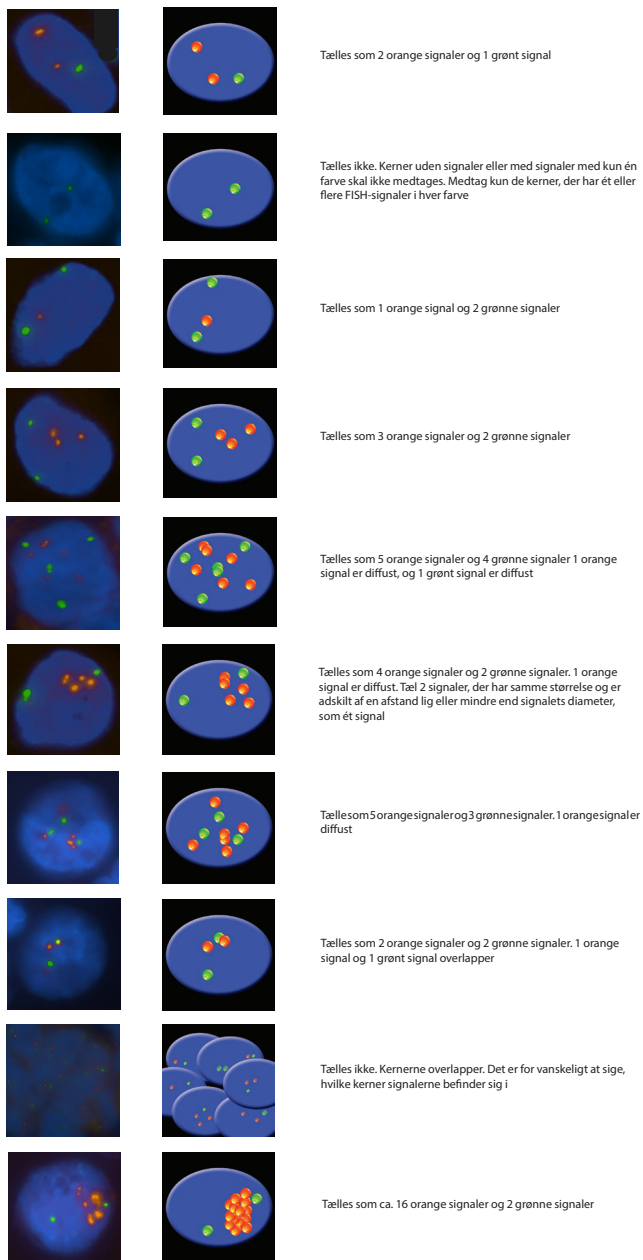 Tælles som 2 orange signaler og 1 grønt signal
Tælles ikke. Kerner uden signaler eller med signaler med kun én
farve skal ikke medtages. Medtag kun de kerner, der har ét eller
flere FISH-signaler i hver farve
Tælles som 1 orange signal og 2 grønne signaler
Tælles som 3 orange signaler og 2 grønne signaler
Tælles som 5 orange signaler og 4 grønne signaler 1 orange
signal er diffust, og 1 grønt signal er diffust
Tælles som 4 orange signaler og 2 grønne signaler. 1 orange
signal er diffust. Tæl 2 signaler, der har samme størrelse og er
adskilt af en afstand lig eller mindre end signalets diameter,
som ét signal
Tælles som 5 orange signaler og 3 grønne signaler. 1 orange signal er
diffust
Tælles som 2 orange signaler og 2 grønne signaler. 1 orange
signal og 1 grønt signal overlapper
Tælles ikke. Kernerne overlapper. Det er for vanskeligt at sige,
hvilke kerner signalerne befinder sig i
Tælles som ca. 16 orange signaler og 2 grønne signaler